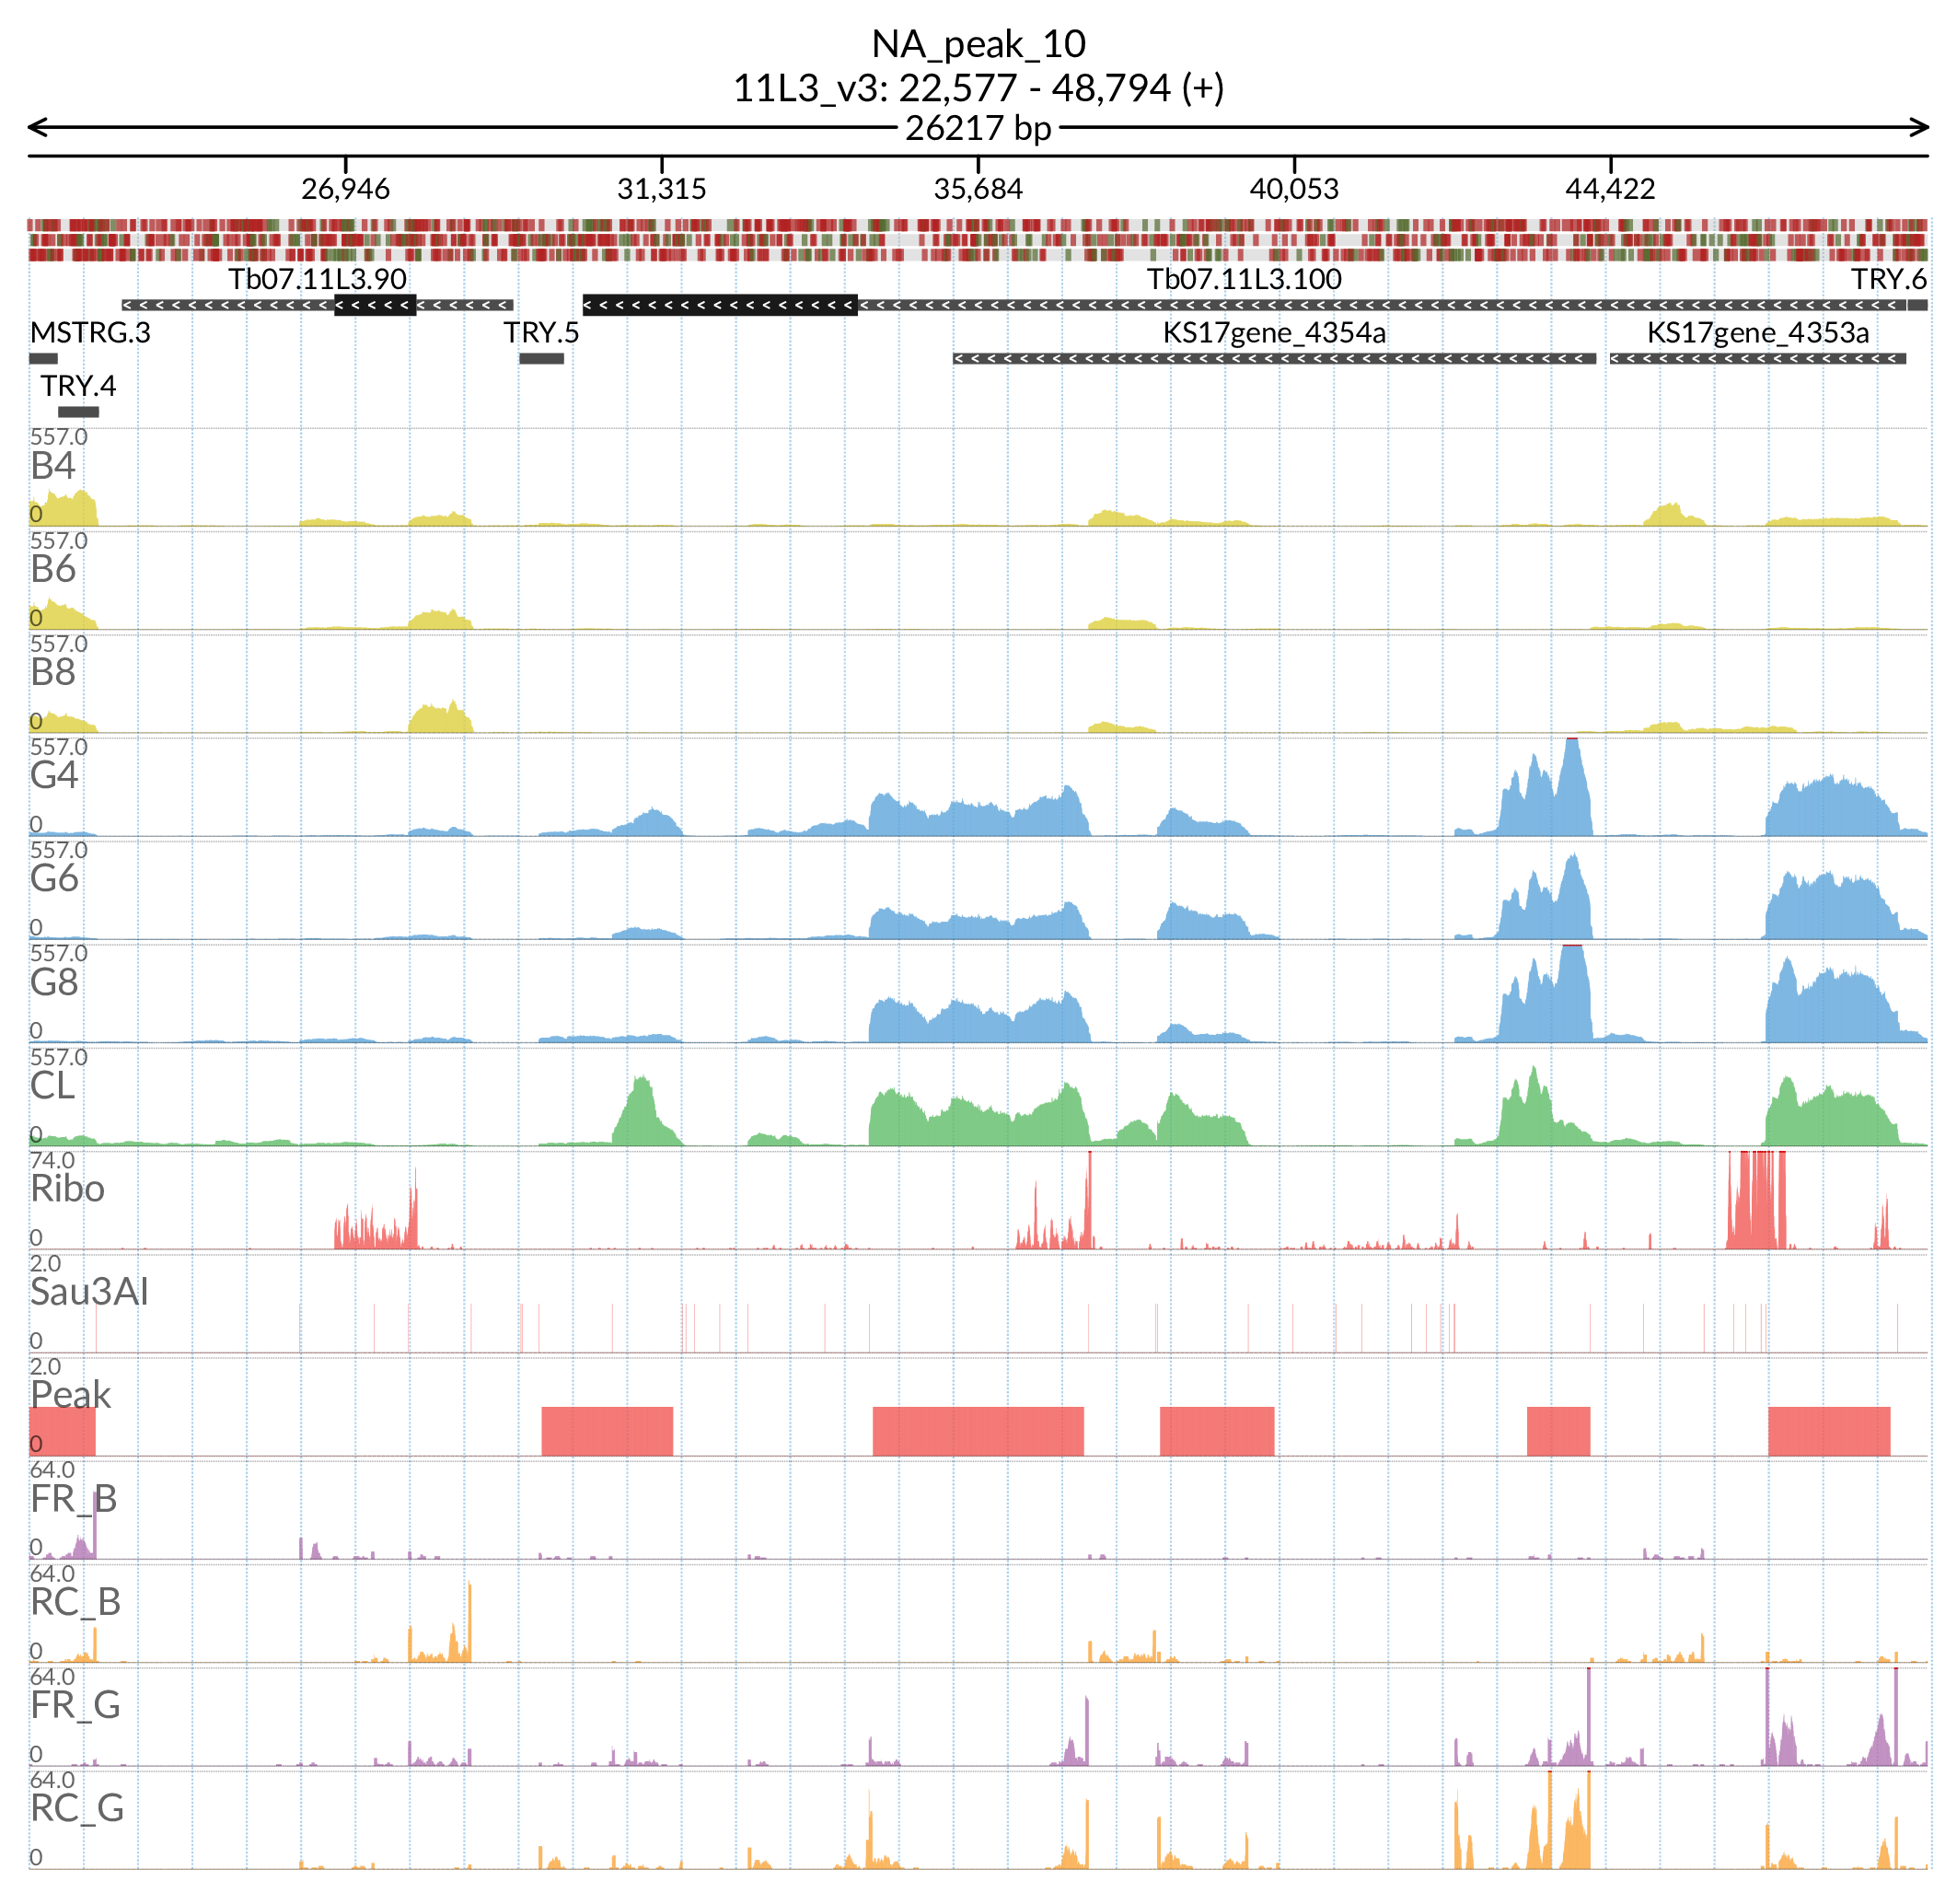 NA_peak_10
11L3_v3: 22,577 - 48,794 (+)
26217 bp
26,946 31,315 35,684 40,053 44,422
Tb07.11L3.90 Tb07.11L3.100 TRY.6
MSTRG.3 TRY.5 KS17gene_4354a KS17gene_4353a
TRY.4
557.0
B4
0
557.0
B6
0
557.0
B8
0
557.0
G4
0
557.0
G6
0
557.0
G8
0
557.0
CL
0
74.0
Ribo
0
2.0
Sau3AI
0
2.0
Peak
0
64.0
FR_B
0
64.0
RC_B
0
64.0
FR_G
0
64.0
RC_G
0